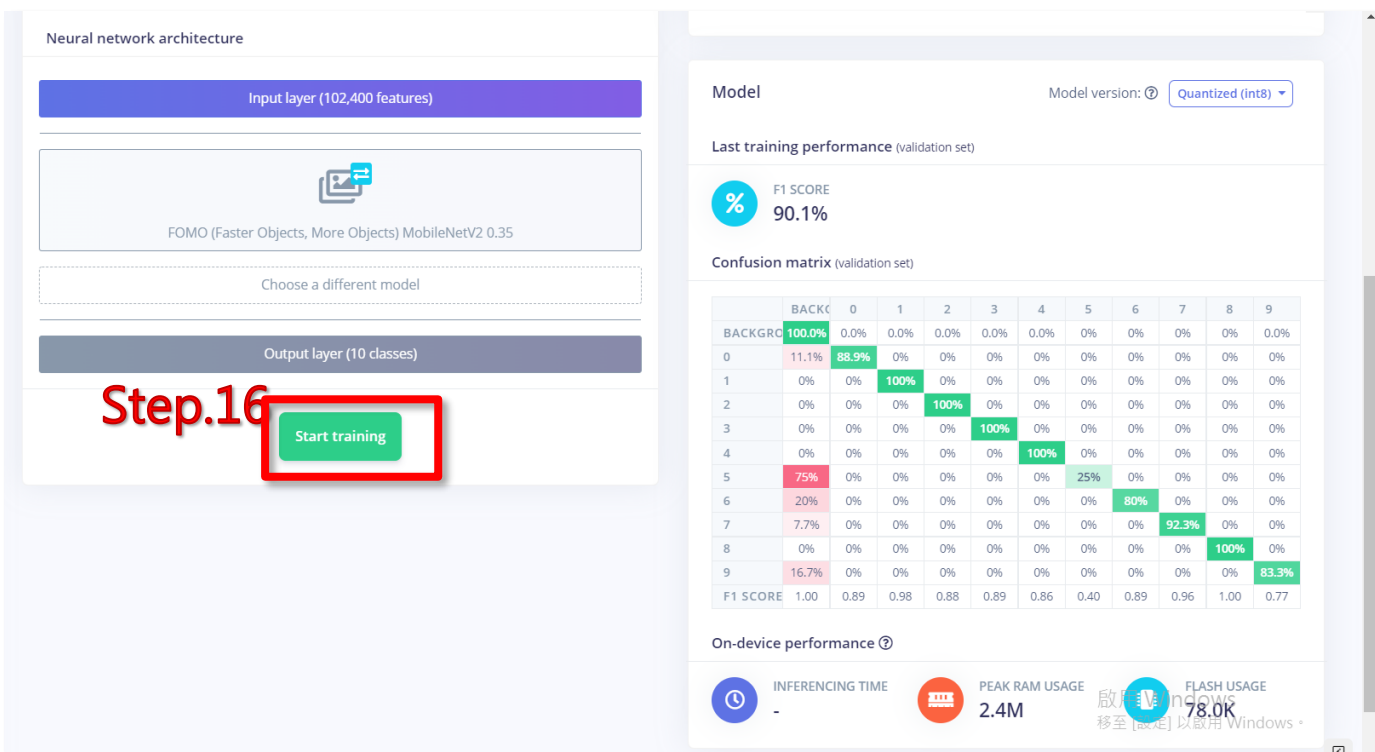 Neural network architecture
Input layer (102,400 features)
FOMO (Faster Objects, More Objects) MobileNetV2 0.35
Choose a different model
Output layer (10 classes)
Step.16
Start training
Model
Model version: ? Quantized (int8)
Last training performance (validation set)
%
F1 SCORE
90.1%
Confusion matrix (validation set)
BACKG 0 1 2 3 4 5 6 7 8 9
BACKGRO 100.0% 0.0% 0.0% 0.0% 0.0% 0.0% 0% 0% 0% 0% 0.0%
0 11.1% 88.9% 0% 0% 0% 0% 0% 0% 0% 0% 0%
1 0% 0% 100% 0% 0% 0% 0% 0% 0% 0% 0%
2 0% 0% 0% 100% 0% 0% 0% 0% 0% 0% 0%
3 0% 0% 0% 0% 100% 0% 0% 0% 0% 0% 0%
4 0% 0% 0% 0% 0% 100% 0% 0% 0% 0% 0%
5 75% 0% 0% 0% 0% 0% 25% 0% 0% 0% 0%
6 20% 0% 0% 0% 0% 0% 0% 80% 0% 0% 0%
7 7.7% 0% 0% 0% 0% 0% 0% 0% 92.3% 0% 0%
8 0% 0% 0% 0% 0% 0% 0% 0% 0% 100% 0%
9 16.7% 0% 0% 0% 0% 0% 0% 0% 0% 0% 83.3%
F1 SCORE 1.00 0.89 0.98 0.88 0.89 0.86 0.40 0.89 0.96 1.00 0.77
On-device performance ?
INFERENCING TIME
-
PEAK RAM USAGE
2.4M
FLASH USAGE
78.0K
啟用 Windows
移至 [設定] 以啟用 Windows。